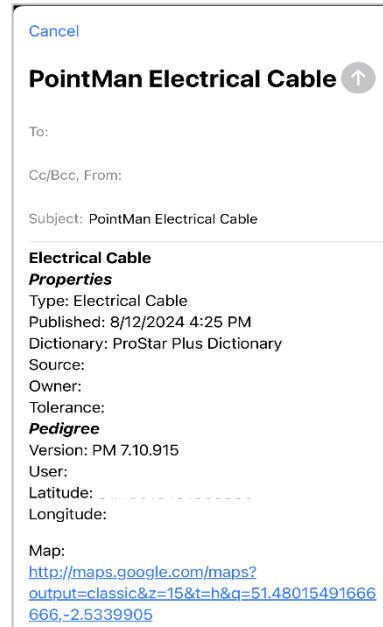 Cancel
PointMan Electrical Cable
To:
Cc/Bcc, From:
Subject: PointMan Electrical Cable
Electrical Cable
Properties
Type: Electrical Cable
Published: 8/12/2024 4:25 PM
Dictionary: ProStar Plus Dictionary
Source:
Owner:
Tolerance:
Pedigree
Version: PM 7.10.915
User:
Latitude:
Longitude:
Map:
http://maps.google.com/maps?
output=classic&z=15&t=h&q=51.48015491666
666,-2.5339905